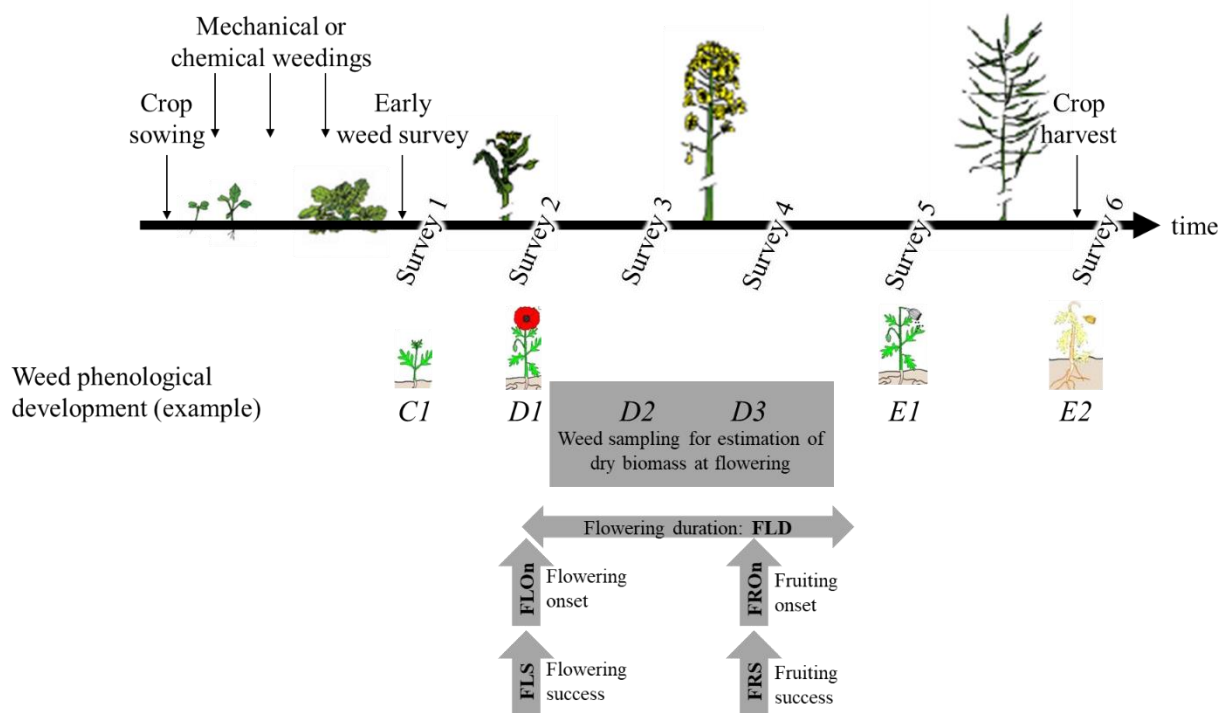 Mechanical or
chemical weedings
Crop
sowing
Early
weed survey
Crop
harvest
Survey 1
Survey 2
Survey 3
Survey 4
Survey 5
Survey 6
time
Weed phenological
development (example)
C1
D1
D2
D3
E1
E2
Weed sampling for estimation of
dry biomass at flowering
Flowering duration: FLD
FLOn
Flowering
onset
FROn
Fruiting
onset
FLS
Flowering
success
FRS
Fruiting
success